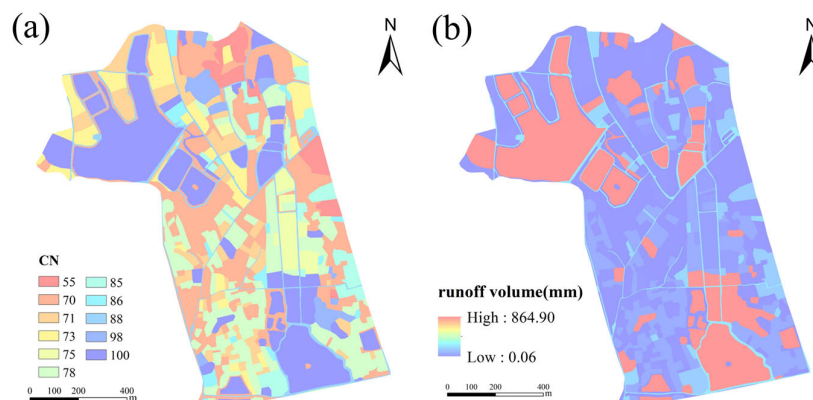 (a)
N
CN
55 85
70 86
71 88
73 98
75 100
78
0 100 200 400
m
(b)
N
runoff volume(mm)
High : 864.90
Low : 0.06
0 100 200 400
m